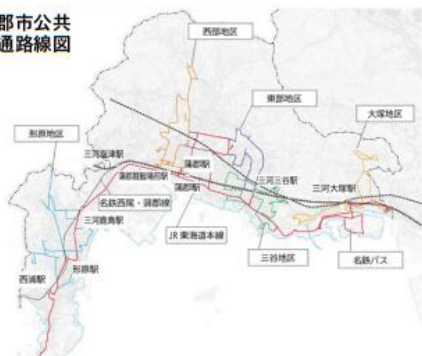 郡市公共
通路線図
西部地区
東部地区
大塚地区
形原地区
三河塩津駅
蒲郡競艇場前駅
蒲郡駅
蒲郡駅
三河三谷駅
三河大塚駅
名鉄西尾・蒲郡線
三河鹿島駅
JR 東海道本線
三谷地区
名鉄バス
西浦駅
形原駅